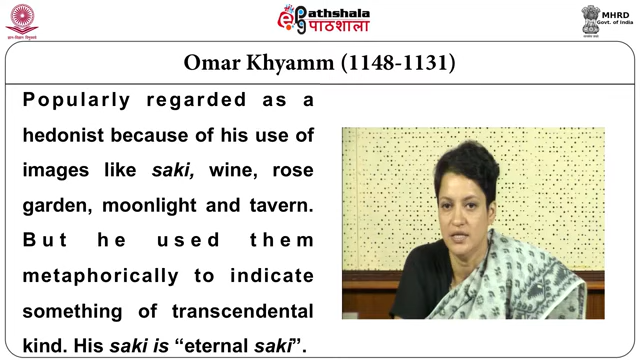 ePathshala
पाठशाला
MHRD
Govt. of India
Omar Khyamm (1148-1131)
Popularly regarded as a
hedonist because of his use of
images like saki, wine, rose
garden, moonlight and tavern.
But he used them
metaphorically to indicate
something of transcendental
kind. His saki is “eternal saki”.